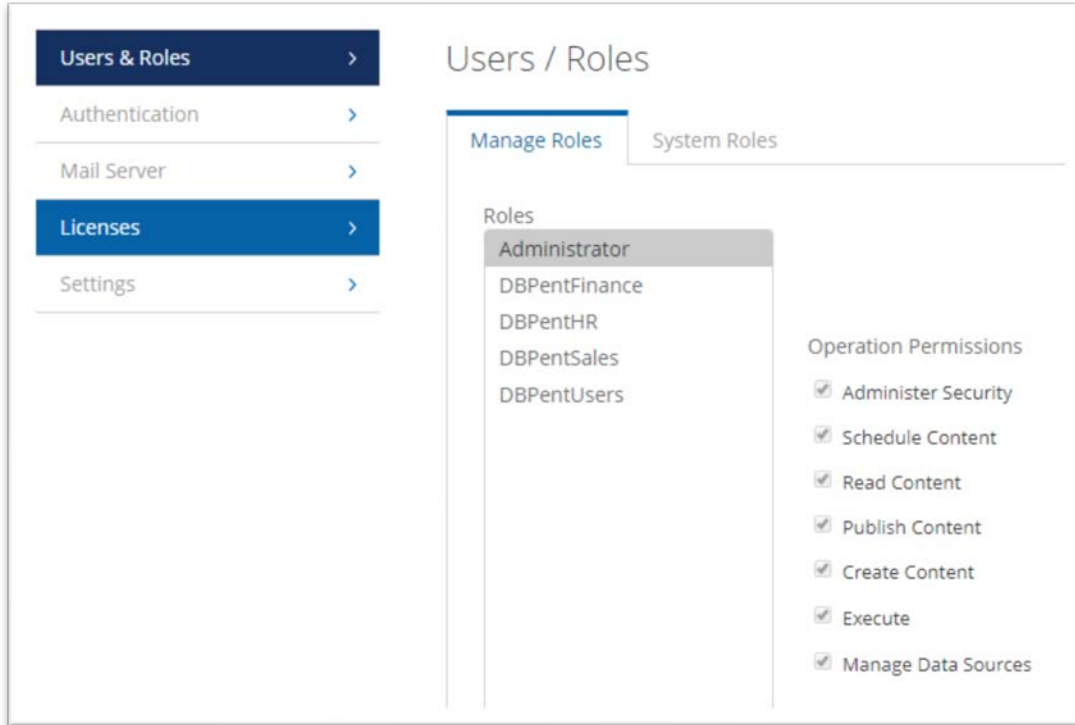 Users & Roles
Authentication
Mail Server
Licenses
Settings
Users / Roles
Manage Roles
System Roles
Roles
Administrator
DBPentFinance
DBPentHR
DBPentSales
DBPentUsers
Operation Permissions
Administer Security
Schedule Content
Read Content
Publish Content
Create Content
Execute
Manage Data Sources